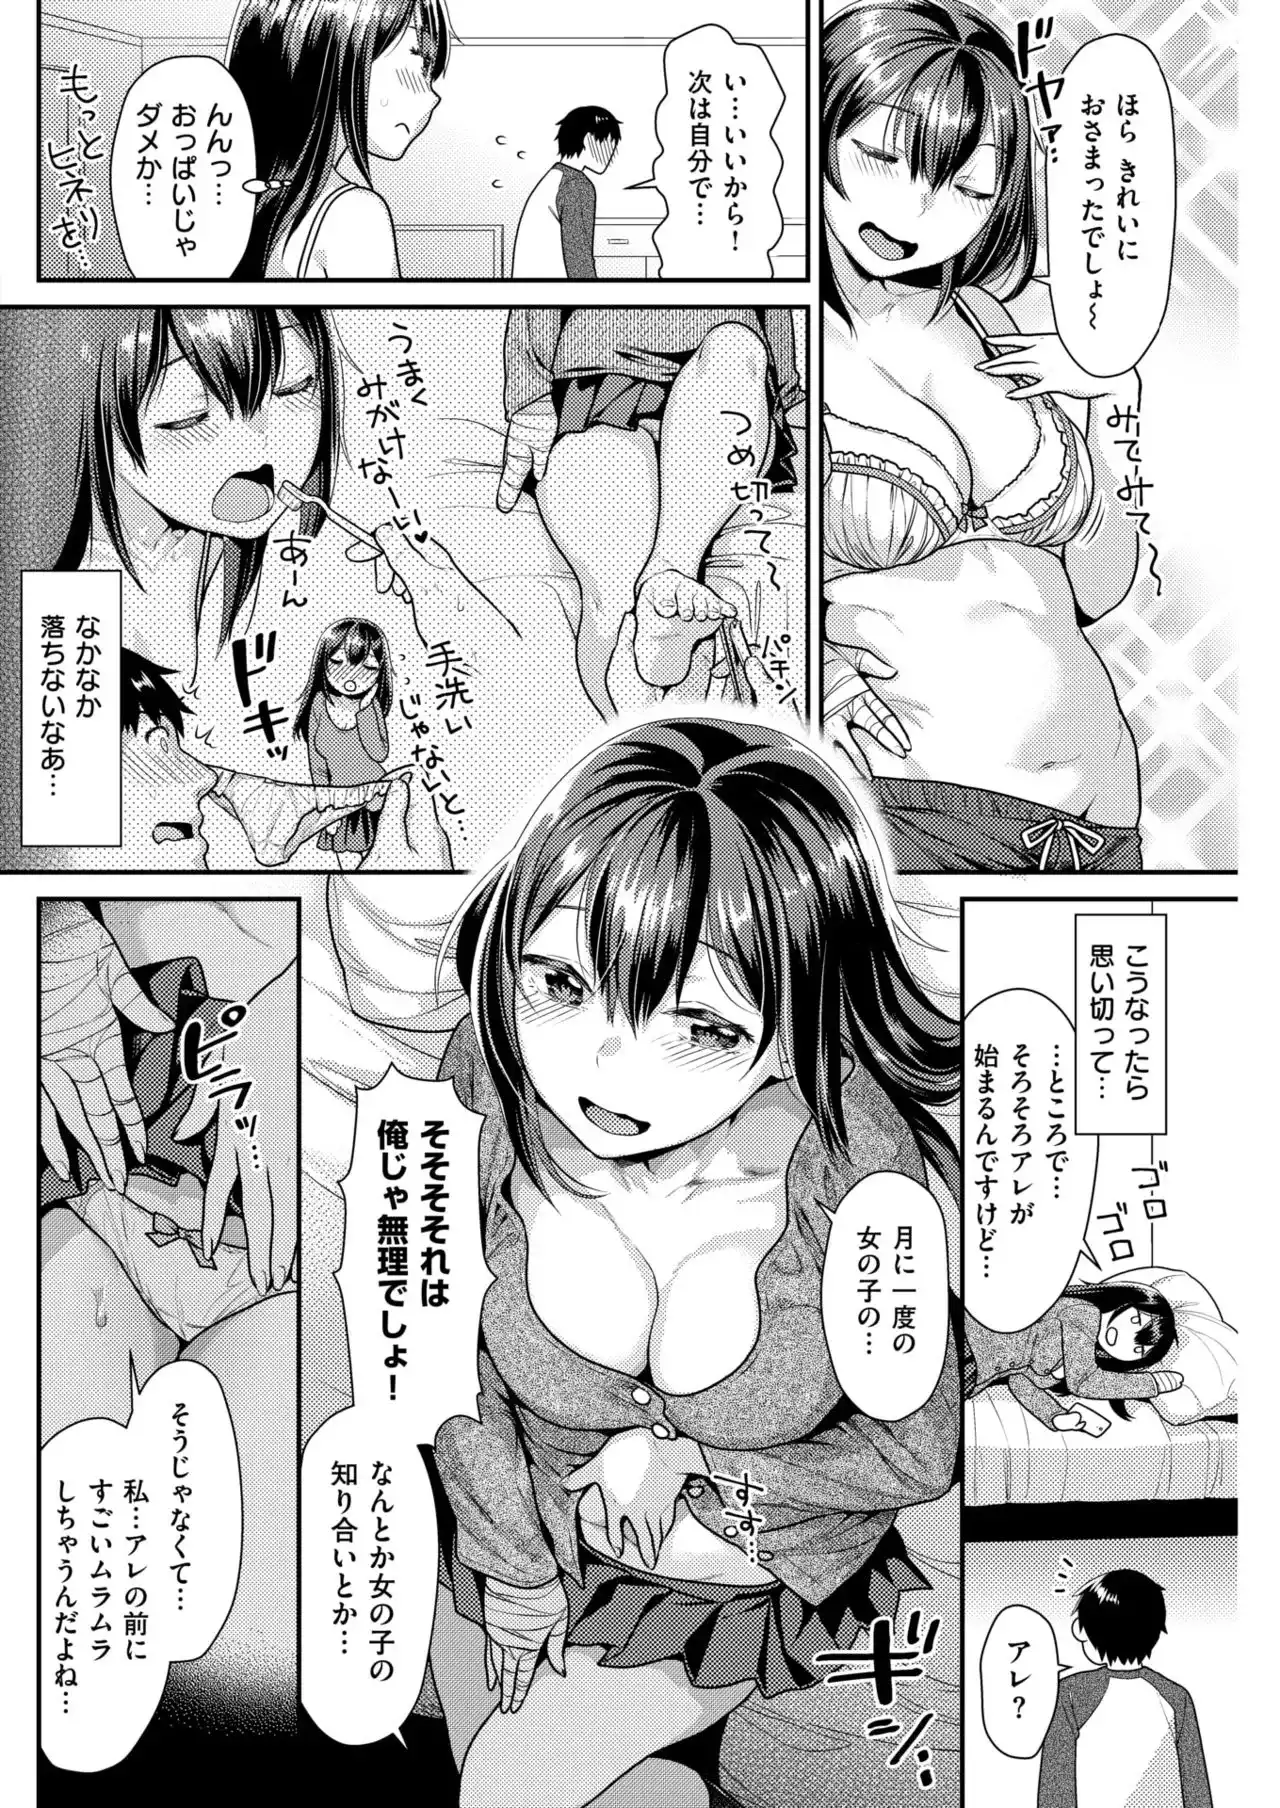 ほら きれいに
おさまったでしょ～
ドヤァ…
みてーみて～
い…いいから！
次は自分で…
んんっ…
おっぱいじゃ
ダメか…
もっと
ヒネリ
を…
つめ切って～
パチン
うまく
みがけなーい♥
あーん
手洗い
じゃないと…
ドキッ
なかなか
落ちないなぁ…
こうなったら
思い切って…
…ところで…
そろそろアレが
始まるんですけど…
ゴロ
ゴロ
アレ？
月に一度の
女の子の…
すす…
ギシ…
そそそそれは
俺じゃ無理でしょ！
なんとか女の子の
知り合いとか…
ピラッ…
そうじゃなくて…
私…アレの前に
すごいムラムラ
しちゃうんだよね…